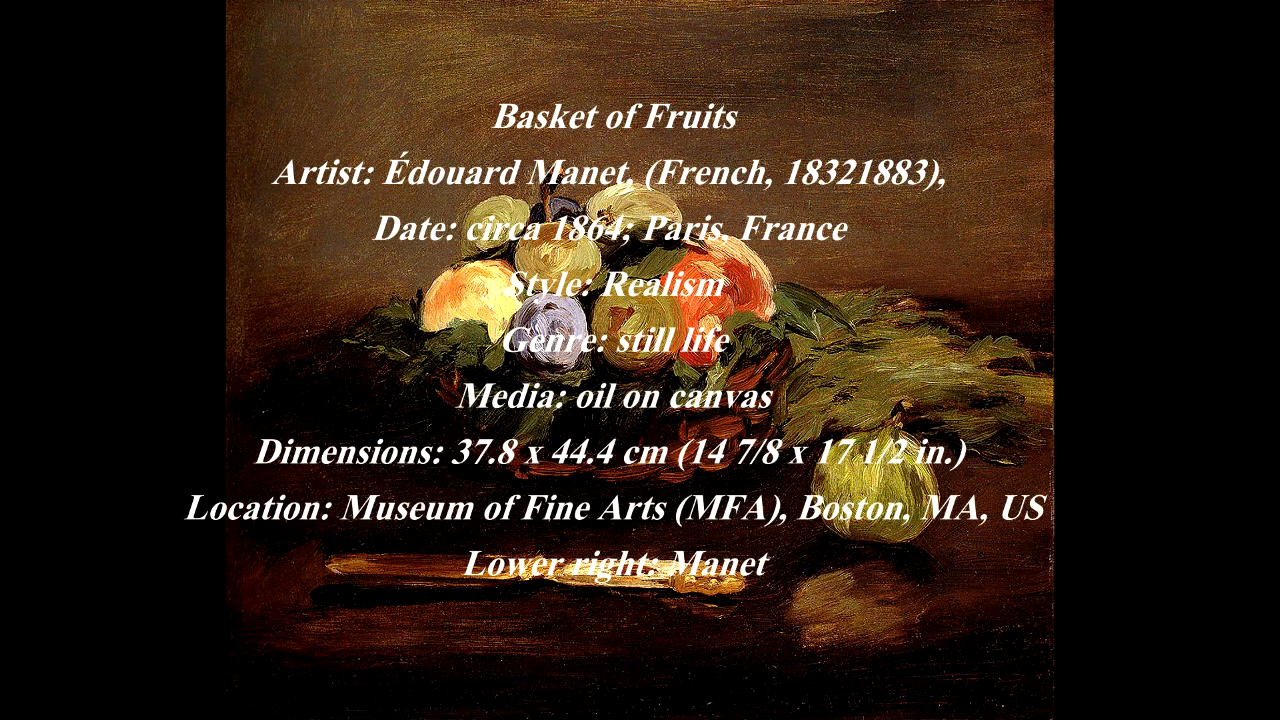 Basket of Fruits
Artist: Édouard Manet, (French, 18321883),
Date: circa 1864; Paris, France
Style: Realism
Genre: still life
Media: oil on canvas
Dimensions: 37.8 x 44.4 cm (14 7/8 x 17 1/2 in.)
Location: Museum of Fine Arts (MFA), Boston, MA, US
Lower right: Manet